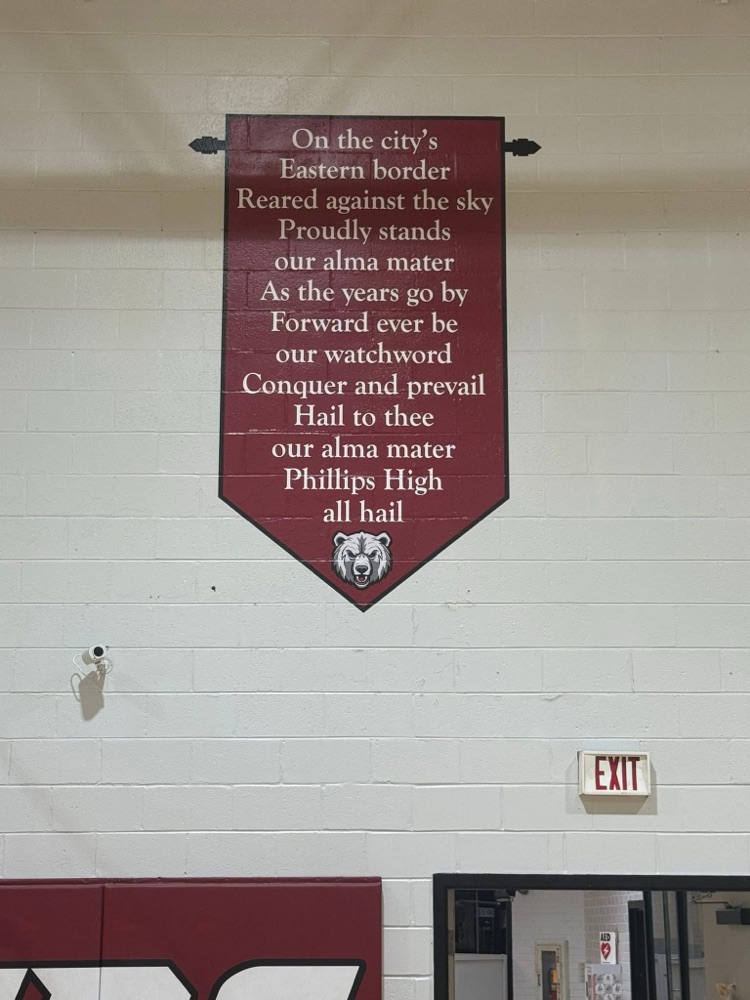 On the city's
Eastern border
Reared against the sky
Proudly stands
our alma mater
As the years go by
Forward ever be
our watchword
Conquer and prevail
Hail to thee
our alma mater
Phillips High
all hail
EXIT
AED